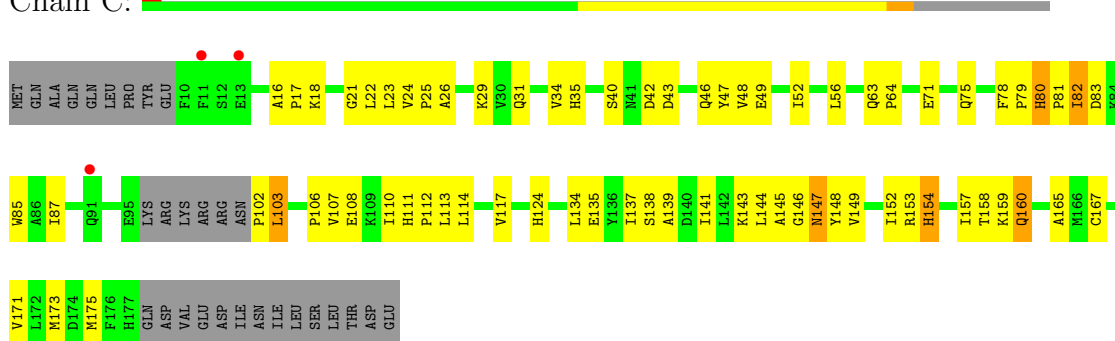 Chain C:
MET GLN ALA GLN GLN LEU PRO TYR GLU F10 F11 S12 E13 A16 P17 K18 G21 L22 L23 V24 P25 A26 K29 V30 Q31 V34 H35 S40 N41 D42 D43 Q46 Y47 V48 E49 I52 L56 Q63 P64 E71 Q75 F78 P79 H80 P81 I82 D83 K84
W85 A86 I87 Q91 E95 LYS ARG LYS ARG ARG ASN P102 L103 P106 V107 E108 K109 I110 H111 P112 L113 L114 V117 H124 L134 E135 Y136 I137 S138 A139 D140 I141 L142 K143 L144 A145 G146 N147 Y148 V149 I152 R153 H154 I157 T158 K159 Q160 A165 M166 C167
V171 L172 M173 D174 M175 F176 H177 GLN ASP VAL GLU ASP ILE ASN ILE LEU SER LEU THR ASP GLU